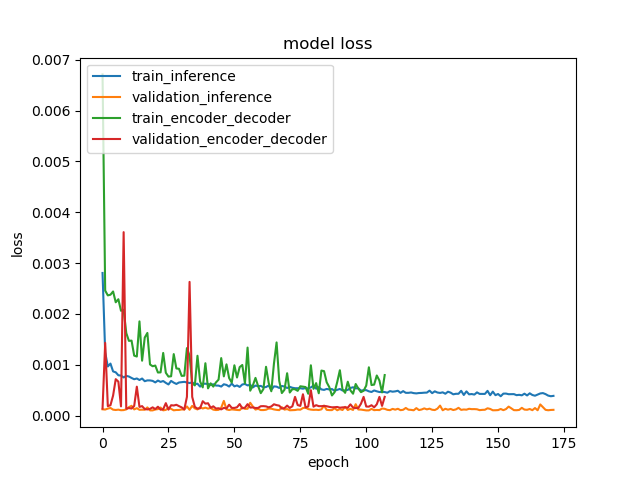 model loss
train_inference
validation_inference
train_encoder_decoder
validation_encoder_decoder
0.007
0.006
0.005
0.004
0.003
0.002
0.001
0.000
loss
0 25 50 75 100 125 150 175
epoch